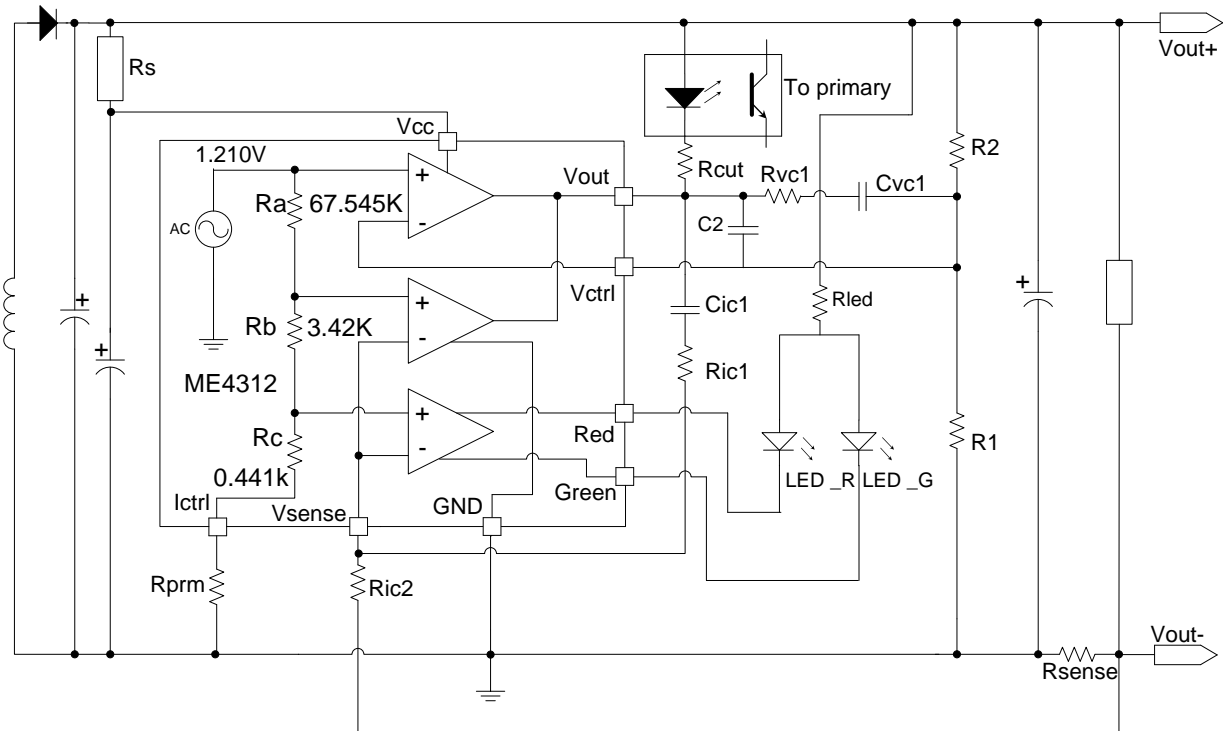 Vout+
Rs
To primary
Vcc
1.210V
R2
Rcut
Rvc1
Cvc1
Vout
Ra
67.545K
+
-
AC
C2
Vctrl
Cic1
Rled
+
+
+
Rb
3.42K
+
-
Ric1
ME4312
+
-
Red
Rc
R1
0.441k
LED _R
LED _G
Green
Ictrl
Vsense
GND
Rprm
Ric2
Vout-
Rsense